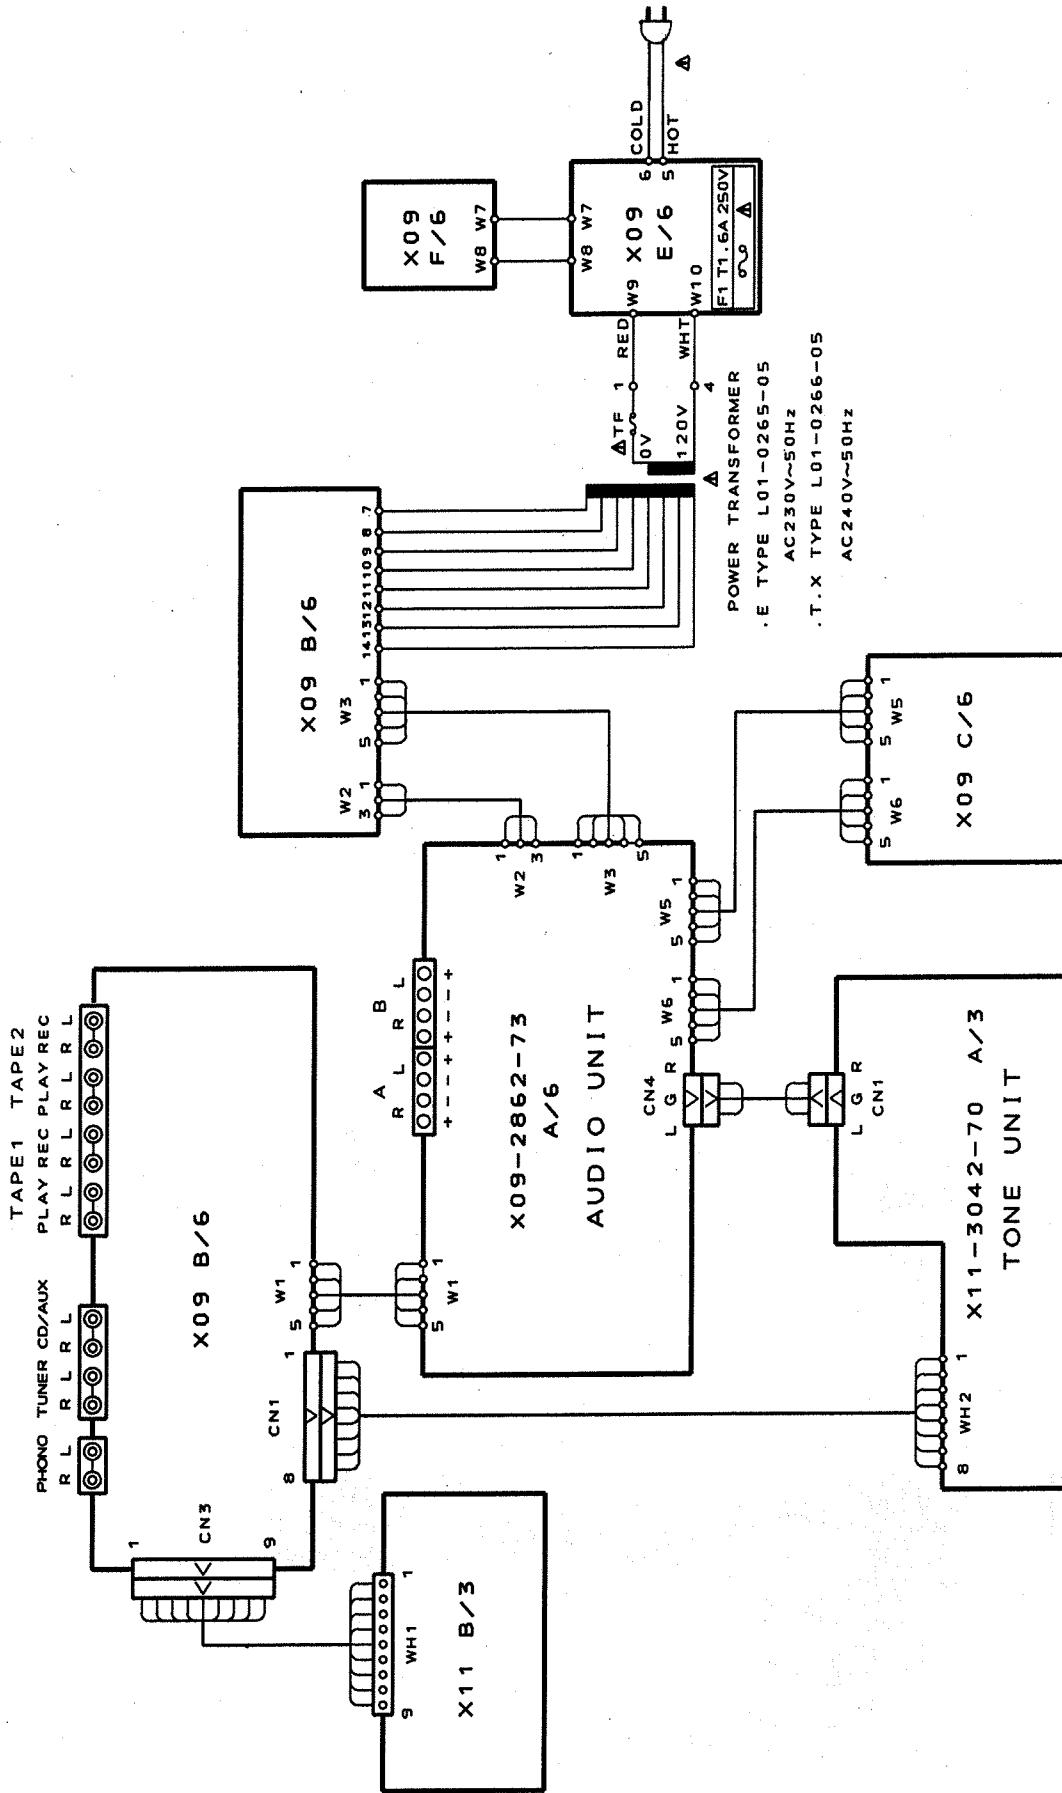 TAPE1 TAPE2
PHONO TUNER CD/AUX PLAY REC PLAY REC
R L R L R L R L R L R L R L
1
CN3
9
X09 B/6
8 CN1 1
5 W1 1
9 WH1 1
X11 B/3
5 W1 1
A B
R L R L
+ - - + + - - +
X09-2862-73
A/6
AUDIO UNIT
1
W2
3
1
W3
5
L G R
CN4
5 W6 1
5 W5 1
X09 B/6
3 W2 1
5 W3 1
14 13 12 11 10 9 8 7
X09
F/6
W8 W7
W8 W7
X09
E/6
6 COLD
5 HOT
W9 RED 1
W10 WHT 4
F1 T1.6A 250V
TF
0V
120V
POWER TRANSFORMER
.E TYPE L01-0265-05
AC230V~50Hz
.T.X TYPE L01-0266-05
AC240V~50Hz
5 W6 1
5 W5 1
X09 C/6
L G R
CN1
8 WH2 1
X11-3042-70 A/3
TONE UNIT